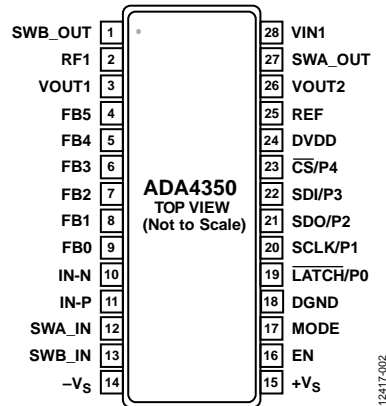 SWB_OUT 1
RF1 2
VOUT1 3
FB5 4
FB4 5
FB3 6
FB2 7
FB1 8
FB0 9
IN-N 10
IN-P 11
SWA_IN 12
SWB_IN 13
–VS 14
ADA4350
TOP VIEW
(Not to Scale)
28 VIN1
27 SWA_OUT
26 VOUT2
25 REF
24 DVDD
23 C̅S̅/P4
22 SDI/P3
21 SDO/P2
20 SCLK/P1
19 L̅A̅T̅C̅H̅/P0
18 DGND
17 MODE
16 EN
15 +VS
12417-002